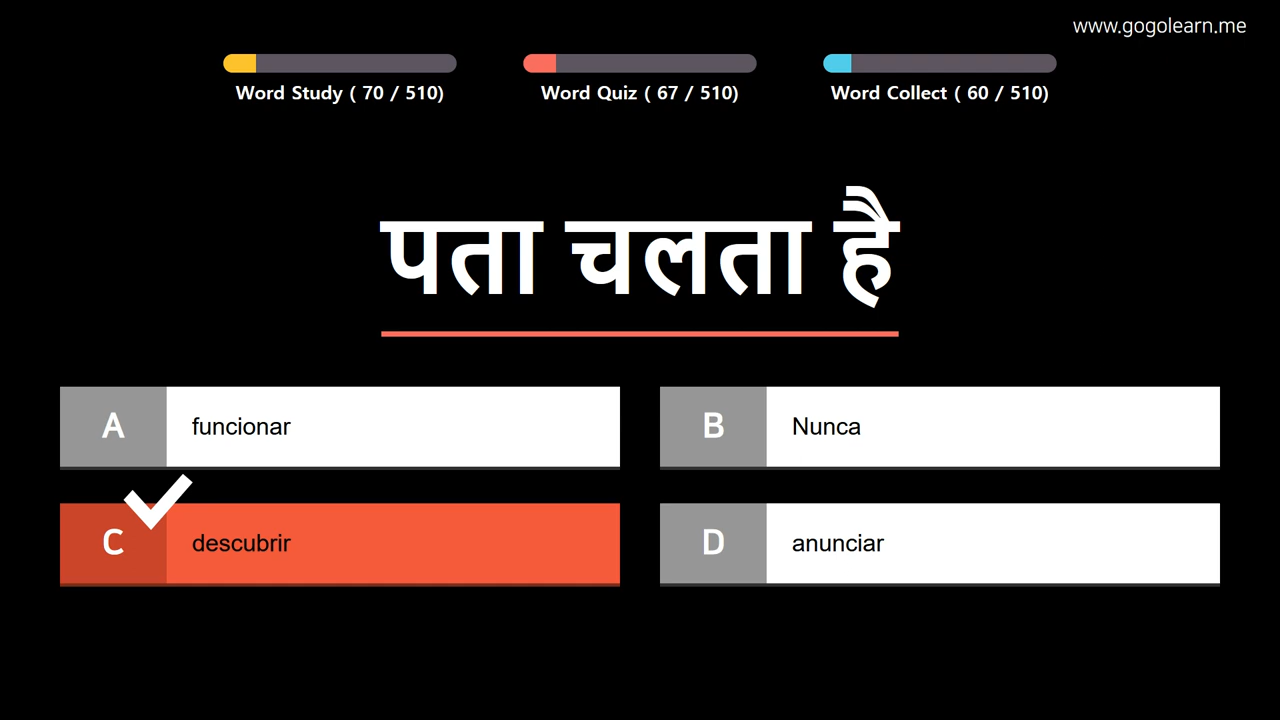 www.gogolearn.me
Word Study ( 70 / 510)
Word Quiz ( 67 / 510)
Word Collect ( 60 / 510)
पता चलता है
A funcionar
B Nunca
C descubrir
D anunciar